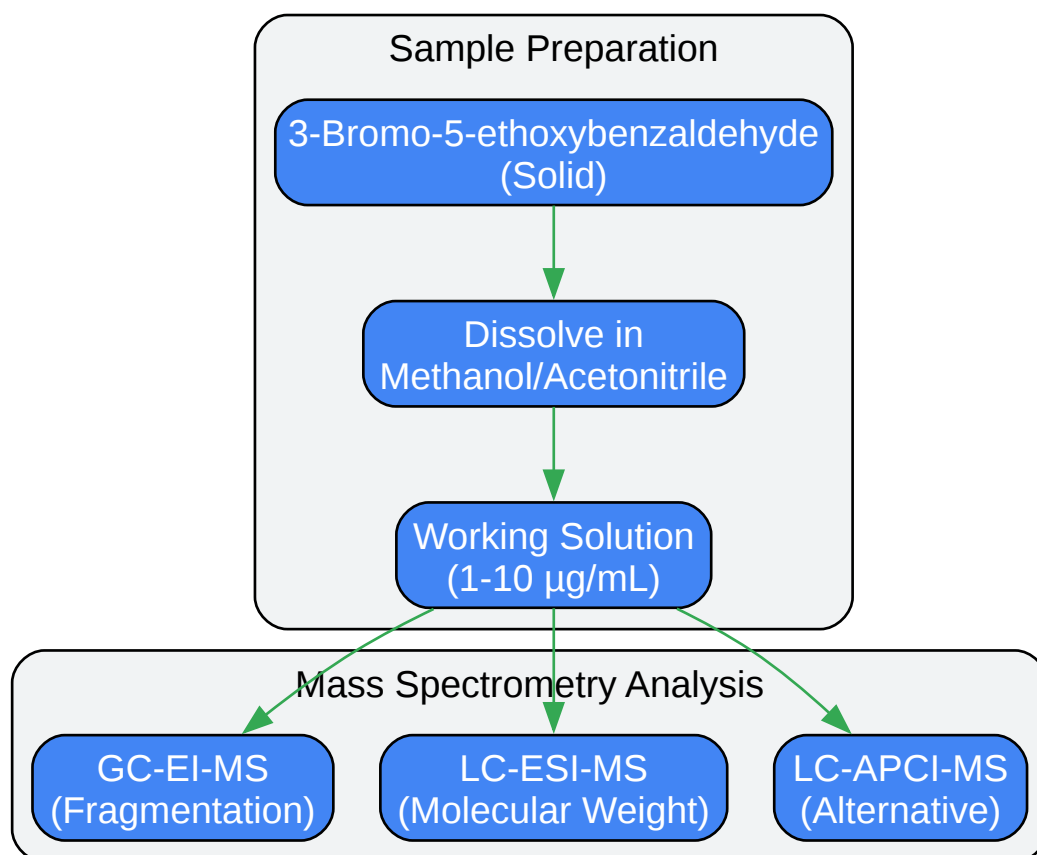 Sample Preparation
3-Bromo-5-ethoxybenzaldehyde
(Solid)
Dissolve in
Methanol/Acetonitrile
Working Solution
(1-10 µg/mL)
Mass Spectrometry Analysis
GC-EI-MS
(Fragmentation)
LC-ESI-MS
(Molecular Weight)
LC-APCI-MS
(Alternative)